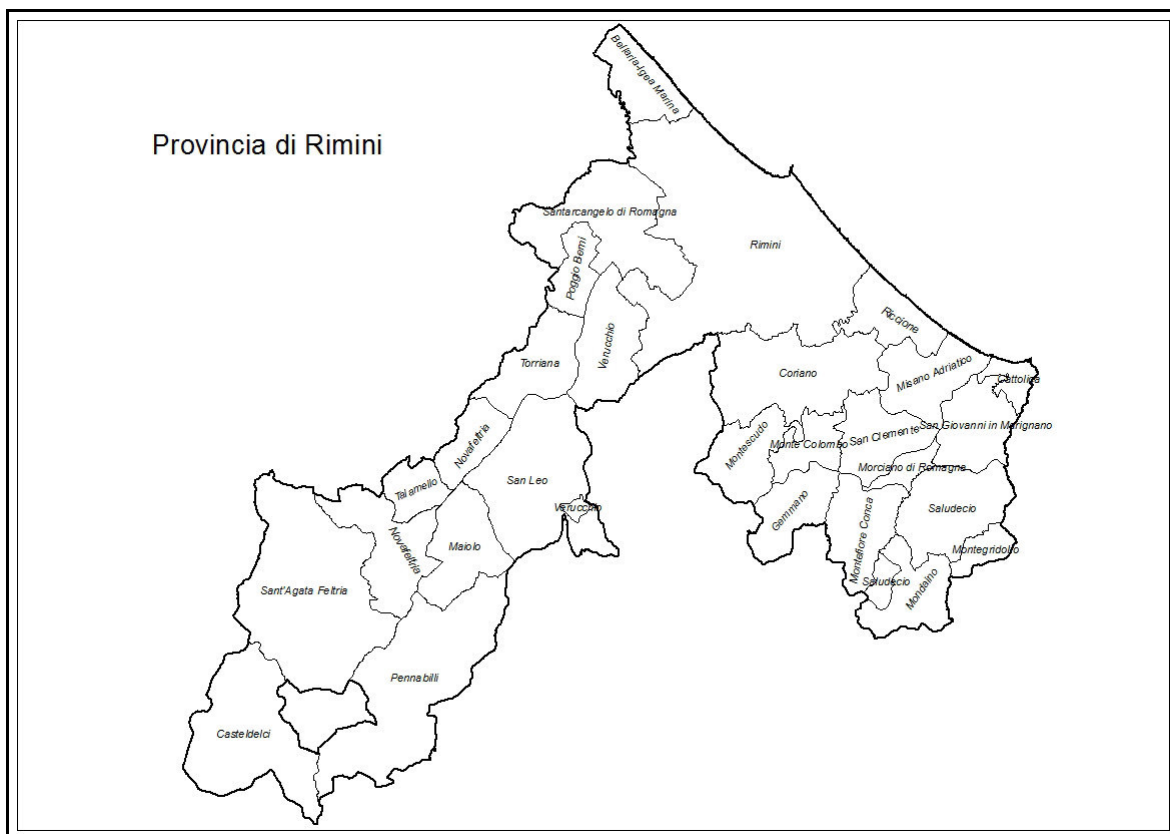 Bellaria-Igea Marina
Provincia di Rimini
Santarcangelo di Romagna
Rimini
Poggio Berni
Riccione
Verucchio
Torriana
Coriano
Misano Adriatico
Cattolica
San Giovanni in Marignano
San Clemente
Montescudo
Monte Colombo
Novafeltria
Morciano di Romagna
San Leo
Talamello
Verucchio
Gemmano
Montefiore Conca
Saludecio
Maiolo
Novafeltria
Montegridolfo
Saludecio
Mondaino
Sant'Agata Feltria
Pennabilli
Casteldelci